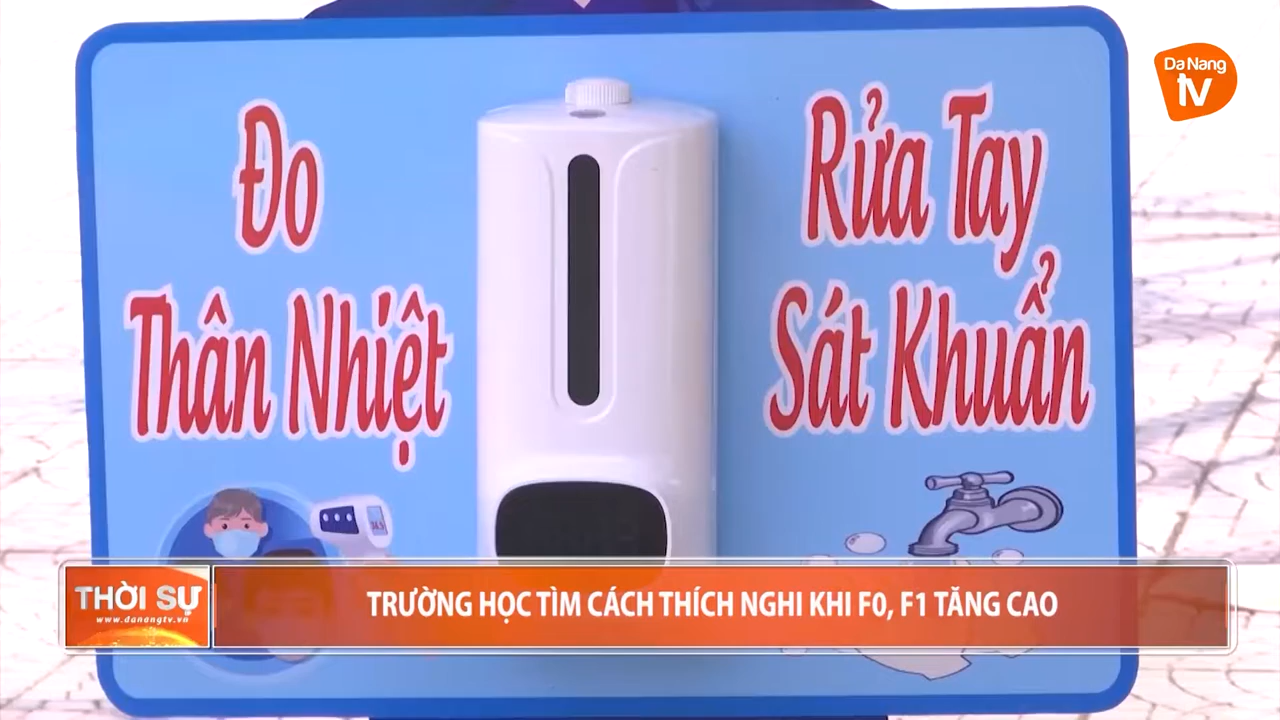 Da Nang
tv
Đo
Thân Nhiệt
Rửa Tay
Sát Khuẩn
THỜI SỰ
www.danangtv.vn
TRƯỜNG HỌC TÌM CÁCH THÍCH NGHI KHI F0, F1 TĂNG CAO